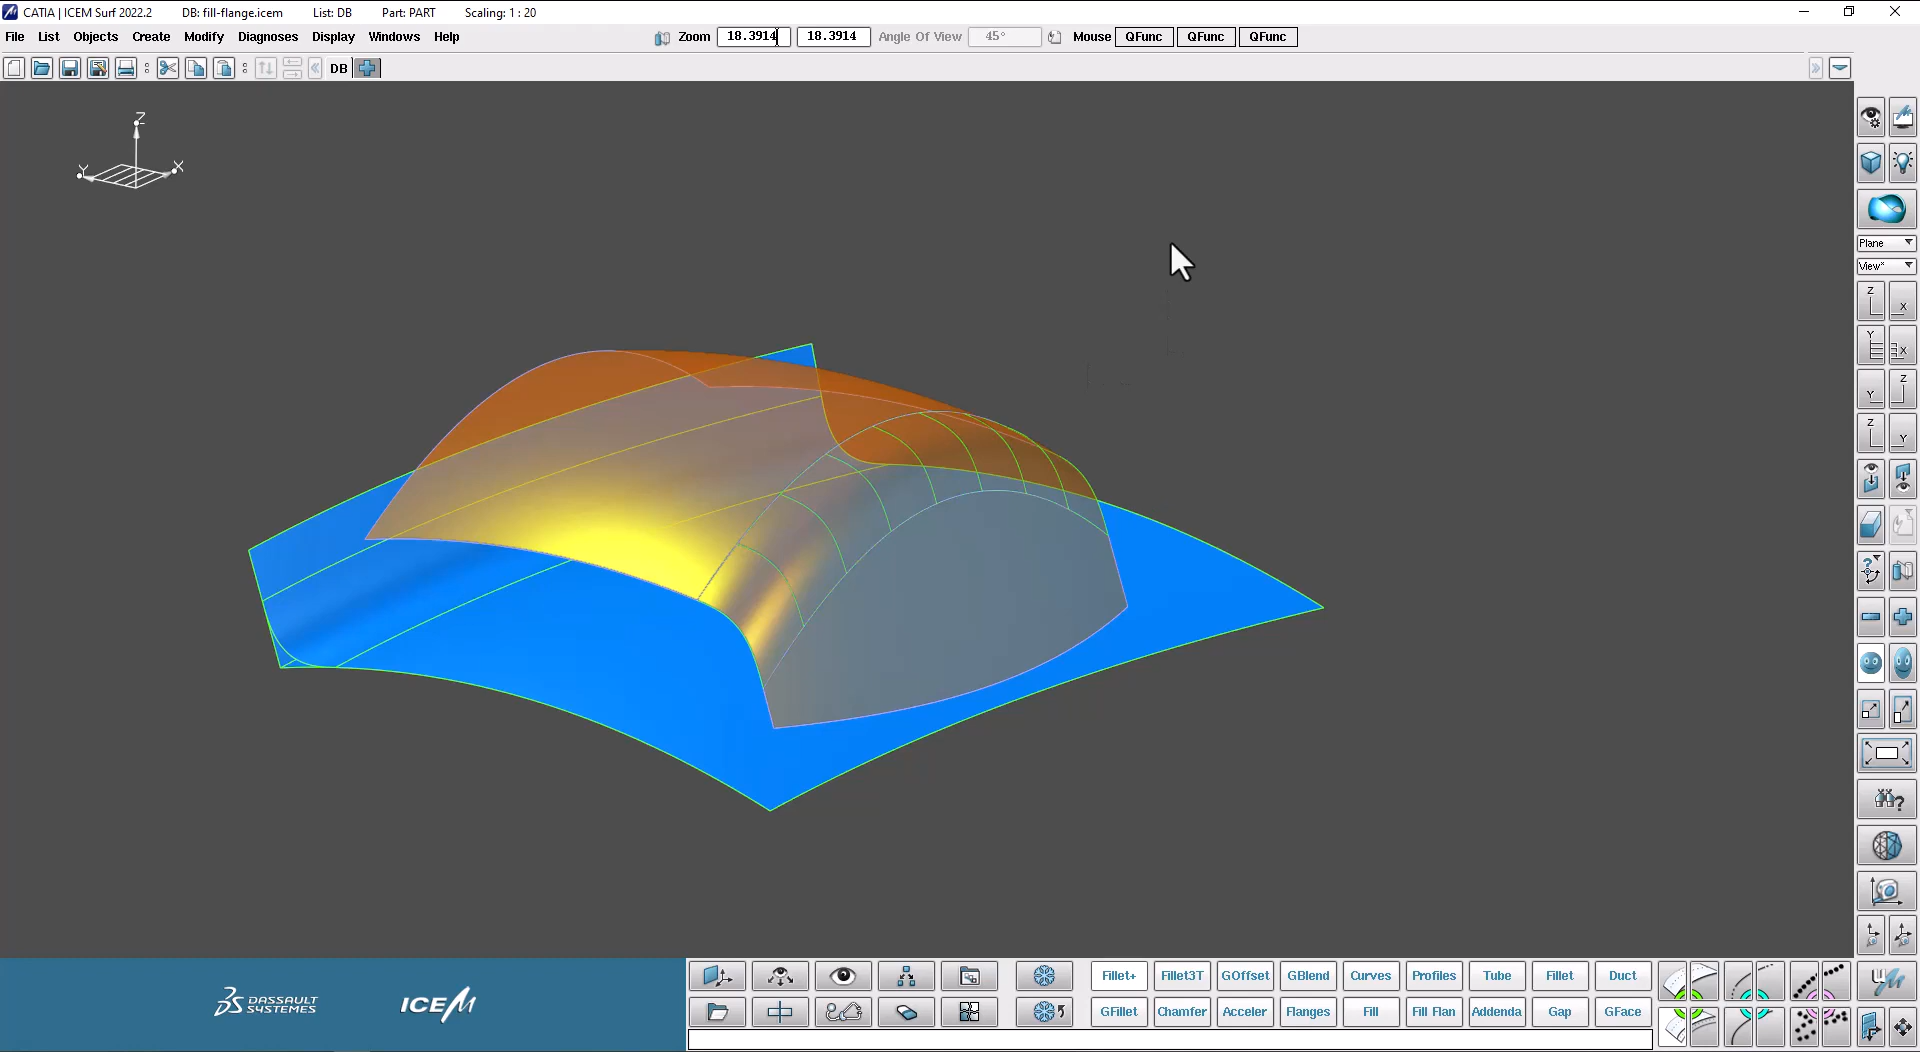 CATIA | ICEM Surf 2022.2 DB: fill-flange.icem List: DB Part: PART Scaling: 1 : 20
File List Objects Create Modify Diagnoses Display Windows Help Zoom 18.3914 18.3914 Angle Of View 45° Mouse QFunc QFunc QFunc
DB
Z
Y X
Plane
View*
Z X
Y X
Y Z
Z Y
DASSAULT SYSTEMES ICEM
Fillet+ Fillet3T GOffset GBlend Curves Profiles Tube Fillet Duct
GFillet Chamfer Acceler Flanges Fill Fill Flan Addenda Gap GFace